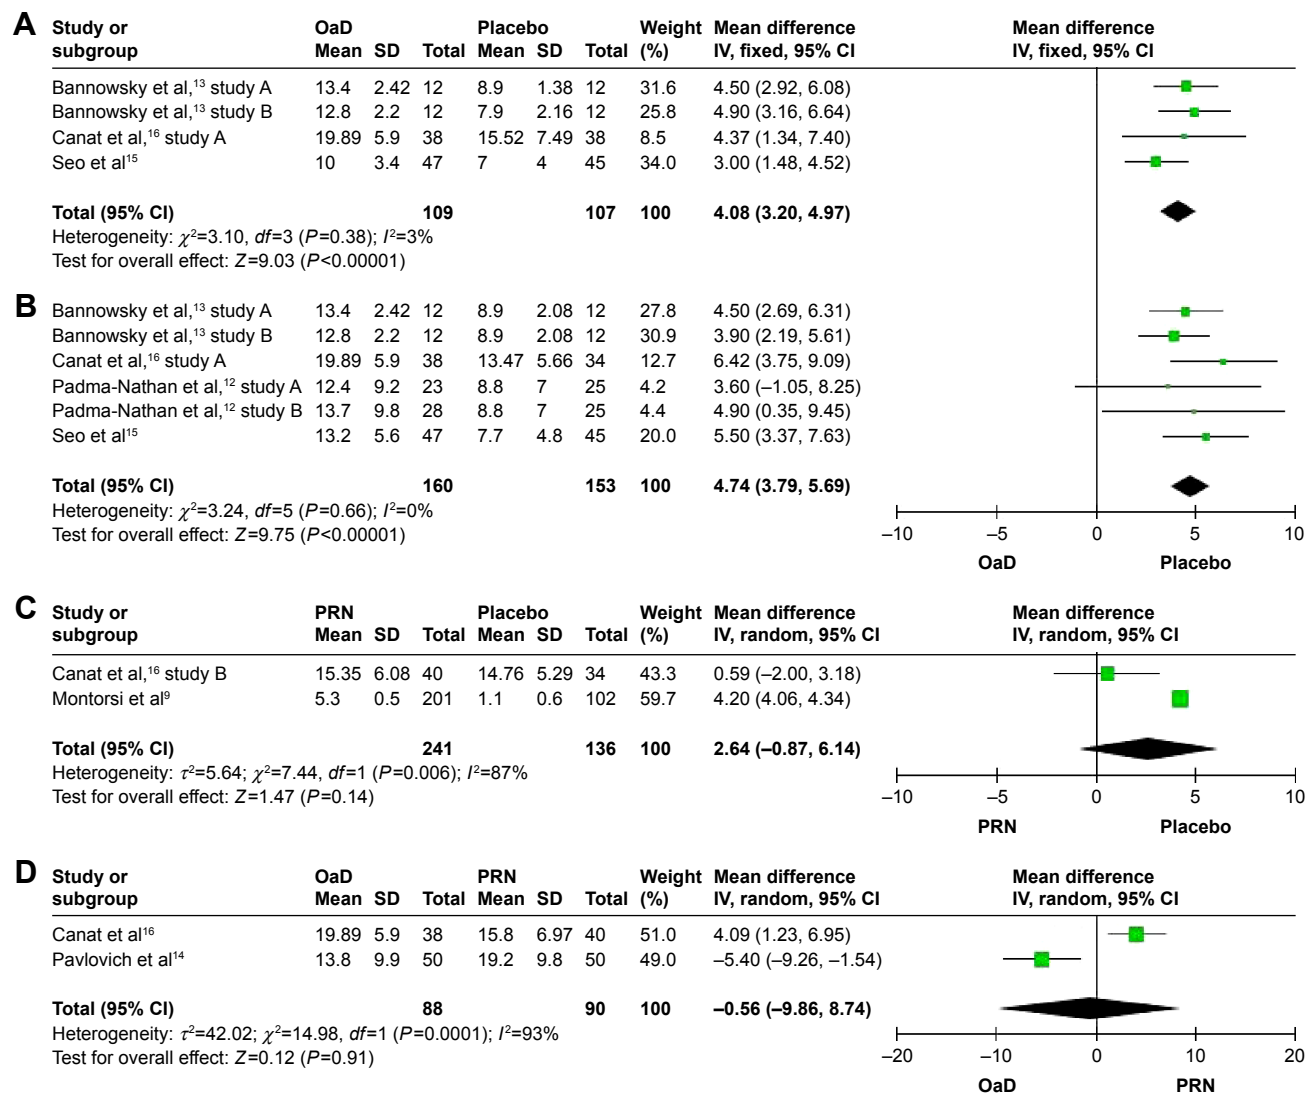 A Study or OaD Placebo Weight Mean difference Mean difference
subgroup Mean SD Total Mean SD Total (%) IV, fixed, 95% CI IV, fixed, 95% CI
Bannowsky et al,¹³ study A 13.4 2.42 12 8.9 1.38 12 31.6 4.50 (2.92, 6.08)
Bannowsky et al,¹³ study B 12.8 2.2 12 7.9 2.16 12 25.8 4.90 (3.16, 6.64)
Canat et al,¹⁶ study A 19.89 5.9 38 15.52 7.49 38 8.5 4.37 (1.34, 7.40)
Seo et al¹⁵ 10 3.4 47 7 4 45 34.0 3.00 (1.48, 4.52)
Total (95% CI) 109 107 100 4.08 (3.20, 4.97)
Heterogeneity: χ²=3.10, df=3 (P=0.38); I²=3%
Test for overall effect: Z=9.03 (P<0.00001)
B Bannowsky et al,¹³ study A 13.4 2.42 12 8.9 2.08 12 27.8 4.50 (2.69, 6.31)
Bannowsky et al,¹³ study B 12.8 2.2 12 8.9 2.08 12 30.9 3.90 (2.19, 5.61)
Canat et al,¹⁶ study A 19.89 5.9 38 13.47 5.66 34 12.7 6.42 (3.75, 9.09)
Padma-Nathan et al,¹² study A 12.4 9.2 23 8.8 7 25 4.2 3.60 (–1.05, 8.25)
Padma-Nathan et al,¹² study B 13.7 9.8 28 8.8 7 25 4.4 4.90 (0.35, 9.45)
Seo et al¹⁵ 13.2 5.6 47 7.7 4.8 45 20.0 5.50 (3.37, 7.63)
Total (95% CI) 160 153 100 4.74 (3.79, 5.69)
Heterogeneity: χ²=3.24, df=5 (P=0.66); I²=0%
Test for overall effect: Z=9.75 (P<0.00001)
–10 –5 0 5 10
OaD Placebo
C Study or PRN Placebo Weight Mean difference Mean difference
subgroup Mean SD Total Mean SD Total (%) IV, random, 95% CI IV, random, 95% CI
Canat et al,¹⁶ study B 15.35 6.08 40 14.76 5.29 34 43.3 0.59 (–2.00, 3.18)
Montorsi et al⁹ 5.3 0.5 201 1.1 0.6 102 59.7 4.20 (4.06, 4.34)
Total (95% CI) 241 136 100 2.64 (–0.87, 6.14)
Heterogeneity: τ²=5.64; χ²=7.44, df=1 (P=0.006); I²=87%
Test for overall effect: Z=1.47 (P=0.14)
–10 –5 0 5 10
PRN Placebo
D Study or OaD PRN Weight Mean difference Mean difference
subgroup Mean SD Total Mean SD Total (%) IV, random, 95% CI IV, random, 95% CI
Canat et al¹⁶ 19.89 5.9 38 15.8 6.97 40 51.0 4.09 (1.23, 6.95)
Pavlovich et al¹⁴ 13.8 9.9 50 19.2 9.8 50 49.0 –5.40 (–9.26, –1.54)
Total (95% CI) 88 90 100 –0.56 (–9.86, 8.74)
Heterogeneity: τ²=42.02; χ²=14.98, df=1 (P=0.0001); I²=93%
Test for overall effect: Z=0.12 (P=0.91)
–20 –10 0 10 20
OaD PRN